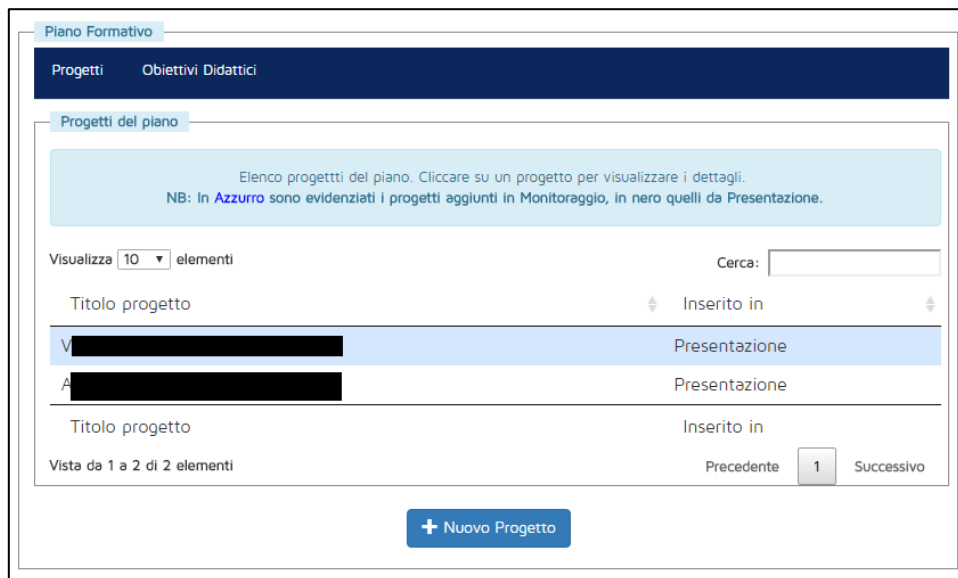 Piano Formativo
Progetti Obiettivi Didattici
Progetti del piano
Elenco progettti del piano. Cliccare su un progetto per visualizzare i dettagli.
NB: In Azzurro sono evidenziati i progetti aggiunti in Monitoraggio, in nero quelli da Presentazione.
Visualizza 10 elementi Cerca:
Titolo progetto Inserito in
V Presentazione
A Presentazione
Titolo progetto Inserito in
Vista da 1 a 2 di 2 elementi Precedente 1 Successivo
+ Nuovo Progetto